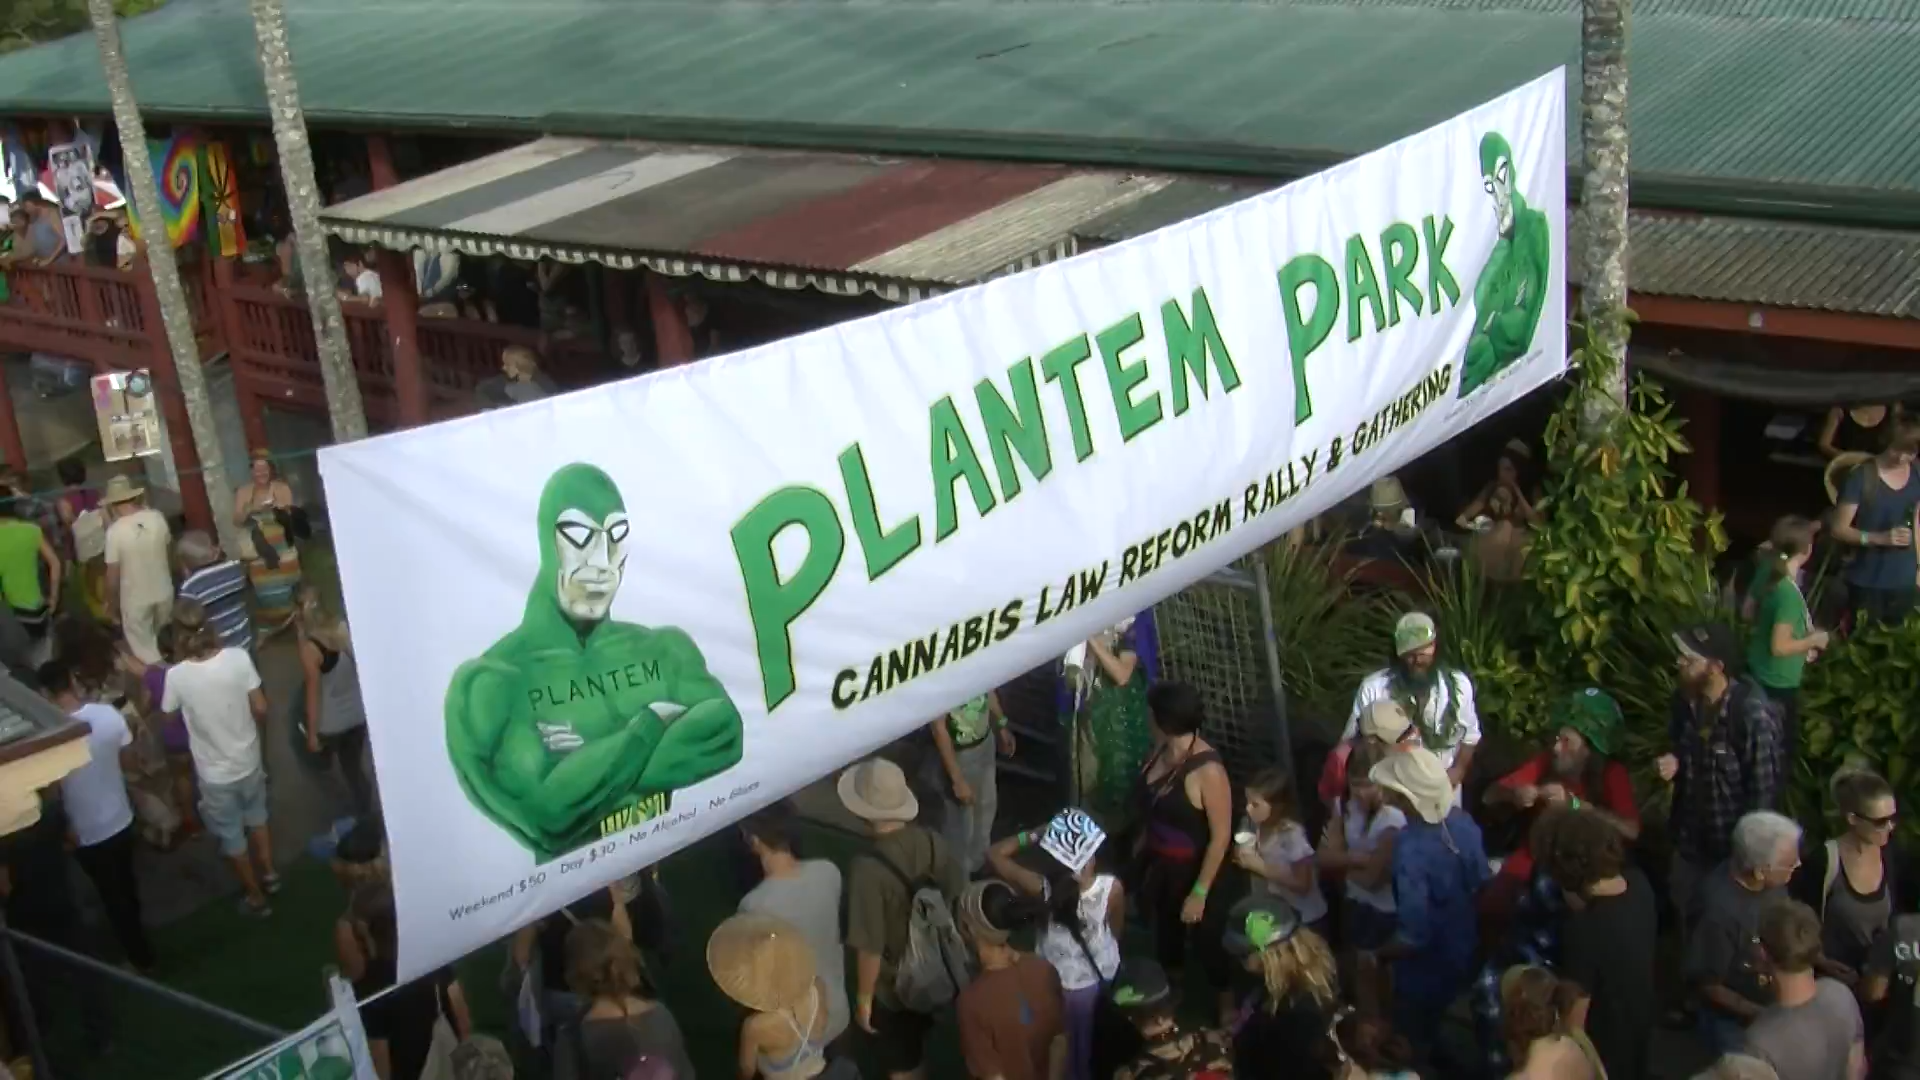 PLANTEM PARK
CANNABIS LAW REFORM RALLY & GATHERING
PLANTEM
Weekend $50 Day $30 - No Alcohol No Glass